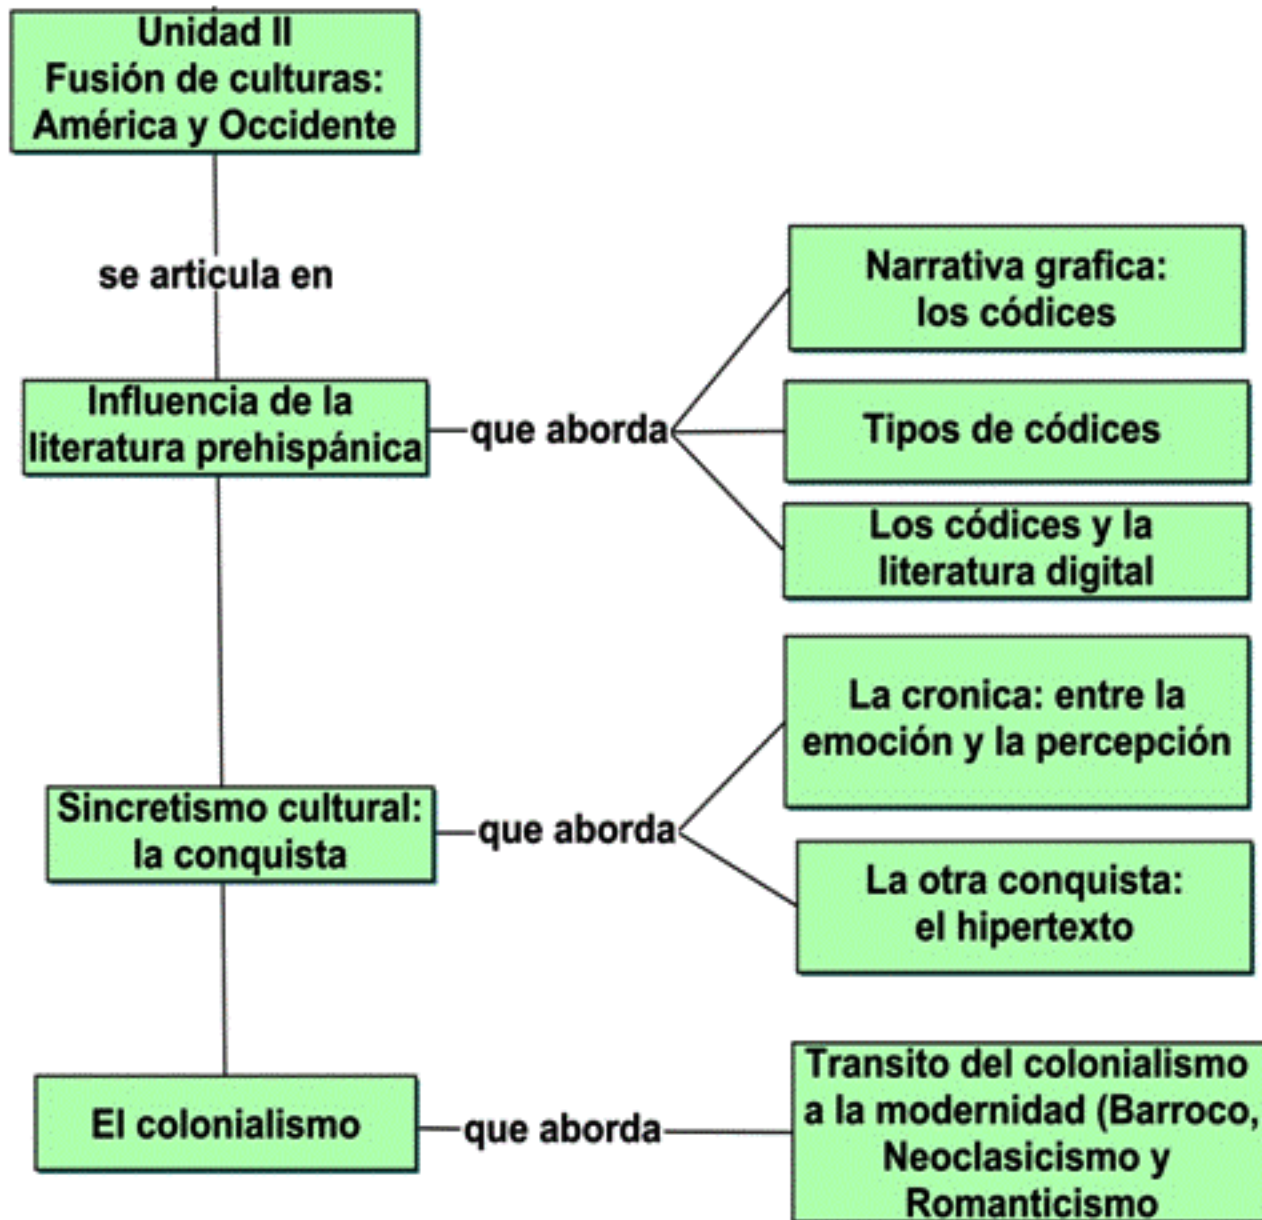 Unidad II
Fusión de culturas:
América y Occidente
se articula en
Influencia de la
literatura prehispánica
que aborda
Narrativa grafica:
los códices
Tipos de códices
Los códices y la
literatura digital
Sincretismo cultural:
la conquista
que aborda
La cronica: entre la
emoción y la percepción
La otra conquista:
el hipertexto
El colonialismo
que aborda
Transito del colonialismo
a la modernidad (Barroco,
Neoclasicismo y
Romanticismo